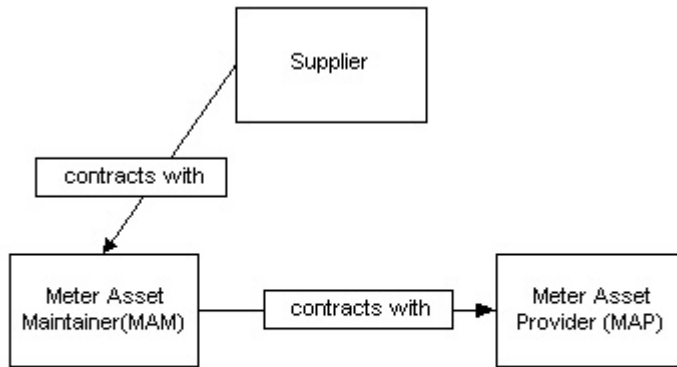 Supplier
contracts with
Meter Asset
Maintainer(MAM)
contracts with
Meter Asset
Provider (MAP)